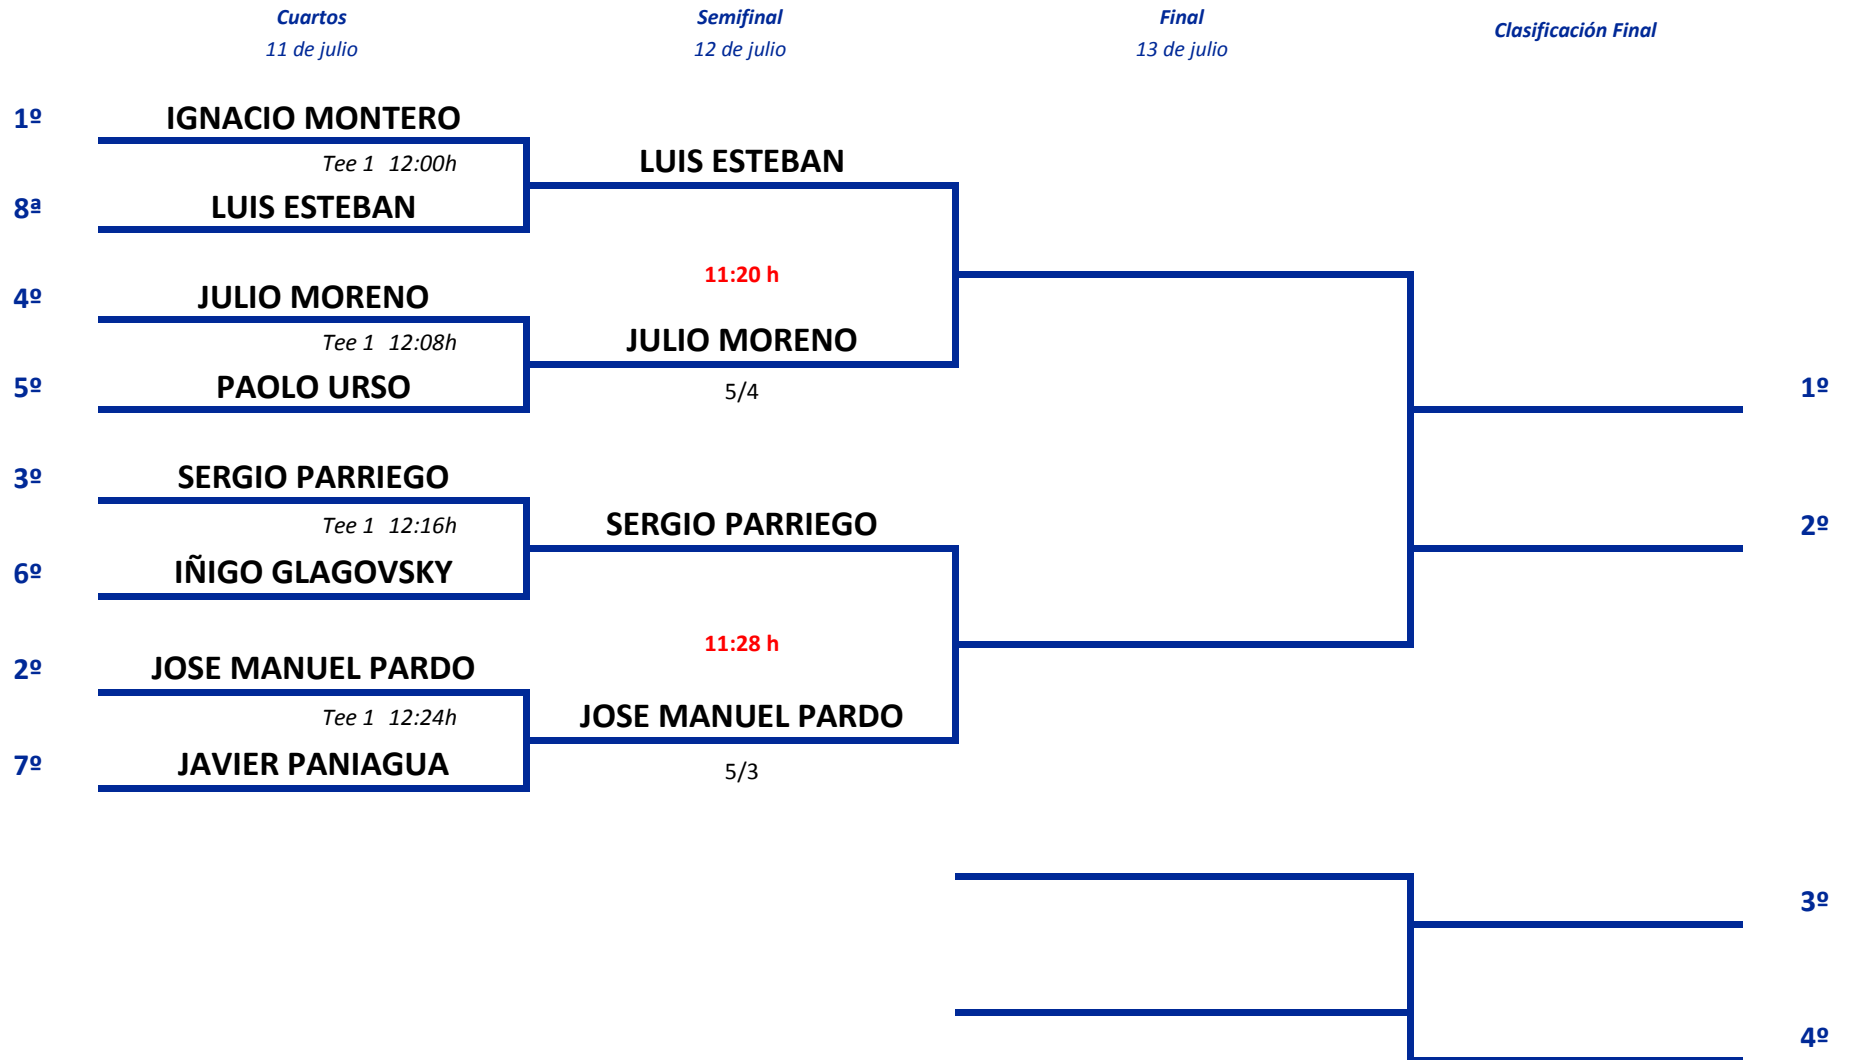 Cuartos Semifinal Final Clasificación Final
11 de julio 12 de julio 13 de julio
1º IGNACIO MONTERO
Tee 1 12:00h LUIS ESTEBAN
8ª LUIS ESTEBAN
11:20 h
4º JULIO MORENO
Tee 1 12:08h JULIO MORENO
5º PAOLO URSO 5/4 1º
3º SERGIO PARRIEGO
Tee 1 12:16h SERGIO PARRIEGO 2º
6º IÑIGO GLAGOVSKY
11:28 h
2º JOSE MANUEL PARDO
Tee 1 12:24h JOSE MANUEL PARDO
7º JAVIER PANIAGUA 5/3
3º
4º